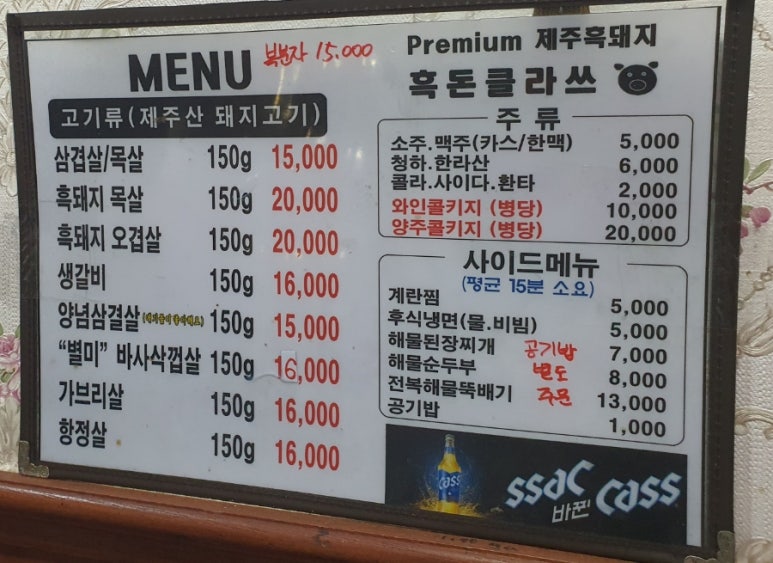 MENU
복분자 15.000
고기류(제주산 돼지고기)
삼겹살/목살 150g 15,000
흑돼지 목살 150g 20,000
흑돼지 오겹살 150g 20,000
생갈비 150g 16,000
양념삼결살 150g 15,000
“별미” 바사삭껍살 150g 16,000
가브리살 150g 16,000
항정살 150g 16,000
Premium 제주흑돼지
흑돈클라쓰
주류
소주.맥주(카스/한맥) 5,000
청하.한라산 6,000
콜라.사이다.환타 2,000
와인콜키지 (병당) 10,000
양주콜키지 (병당) 20,000
사이드메뉴
(평균 15분 소요)
계란찜 5,000
후식냉면(물.비빔) 5,000
해물된장찌개 7,000
해물순두부 8,000
전복해물뚝배기 13,000
공기밥 1,000
공기밥
별도
주문
cass
ssac
바뀐
cass